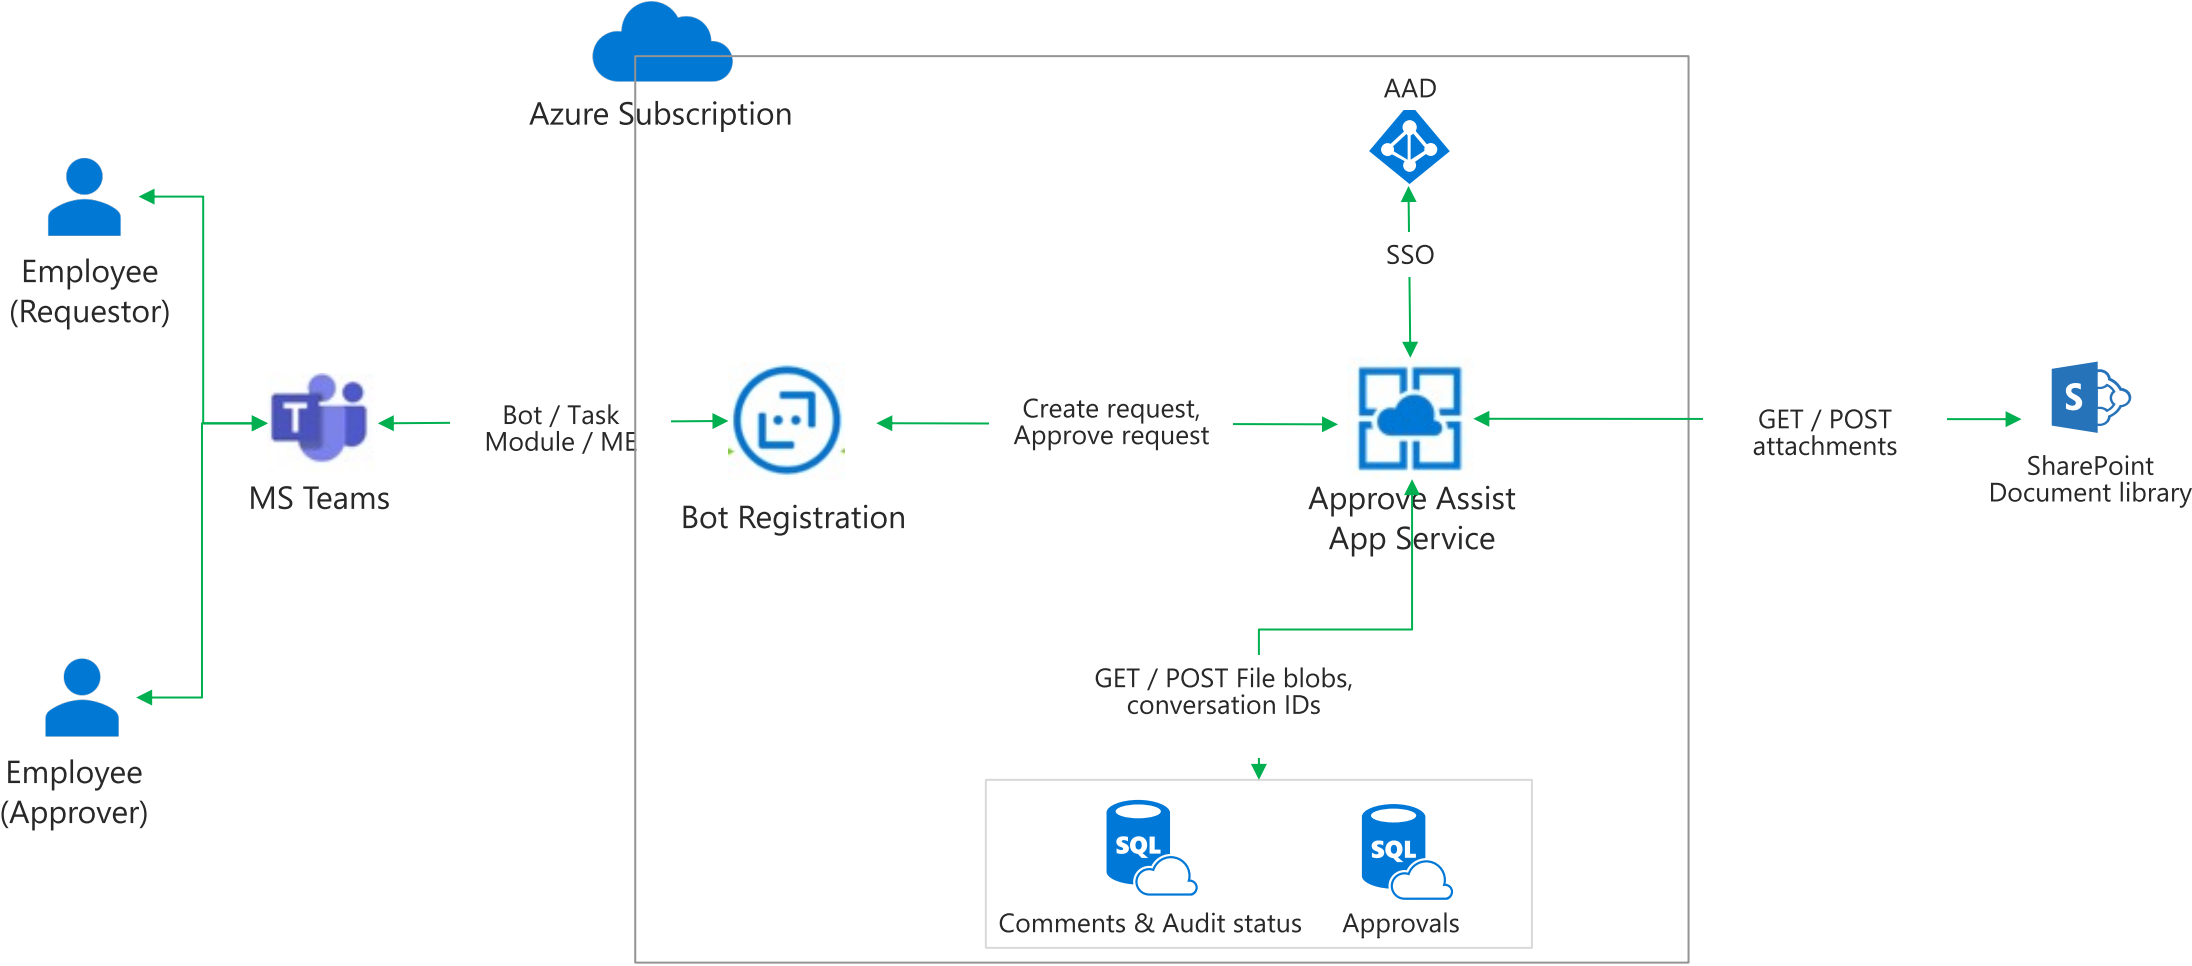 Azure Subscription
AAD
SSO
Employee
(Requestor)
T
MS Teams
Bot / Task
Module / ME
Bot Registration
Create request,
Approve request
Approve Assist
App Service
GET / POST
attachments
S
SharePoint
Document library
GET / POST File blobs,
conversation IDs
Employee
(Approver)
SQL
Comments & Audit status
SQL
Approvals